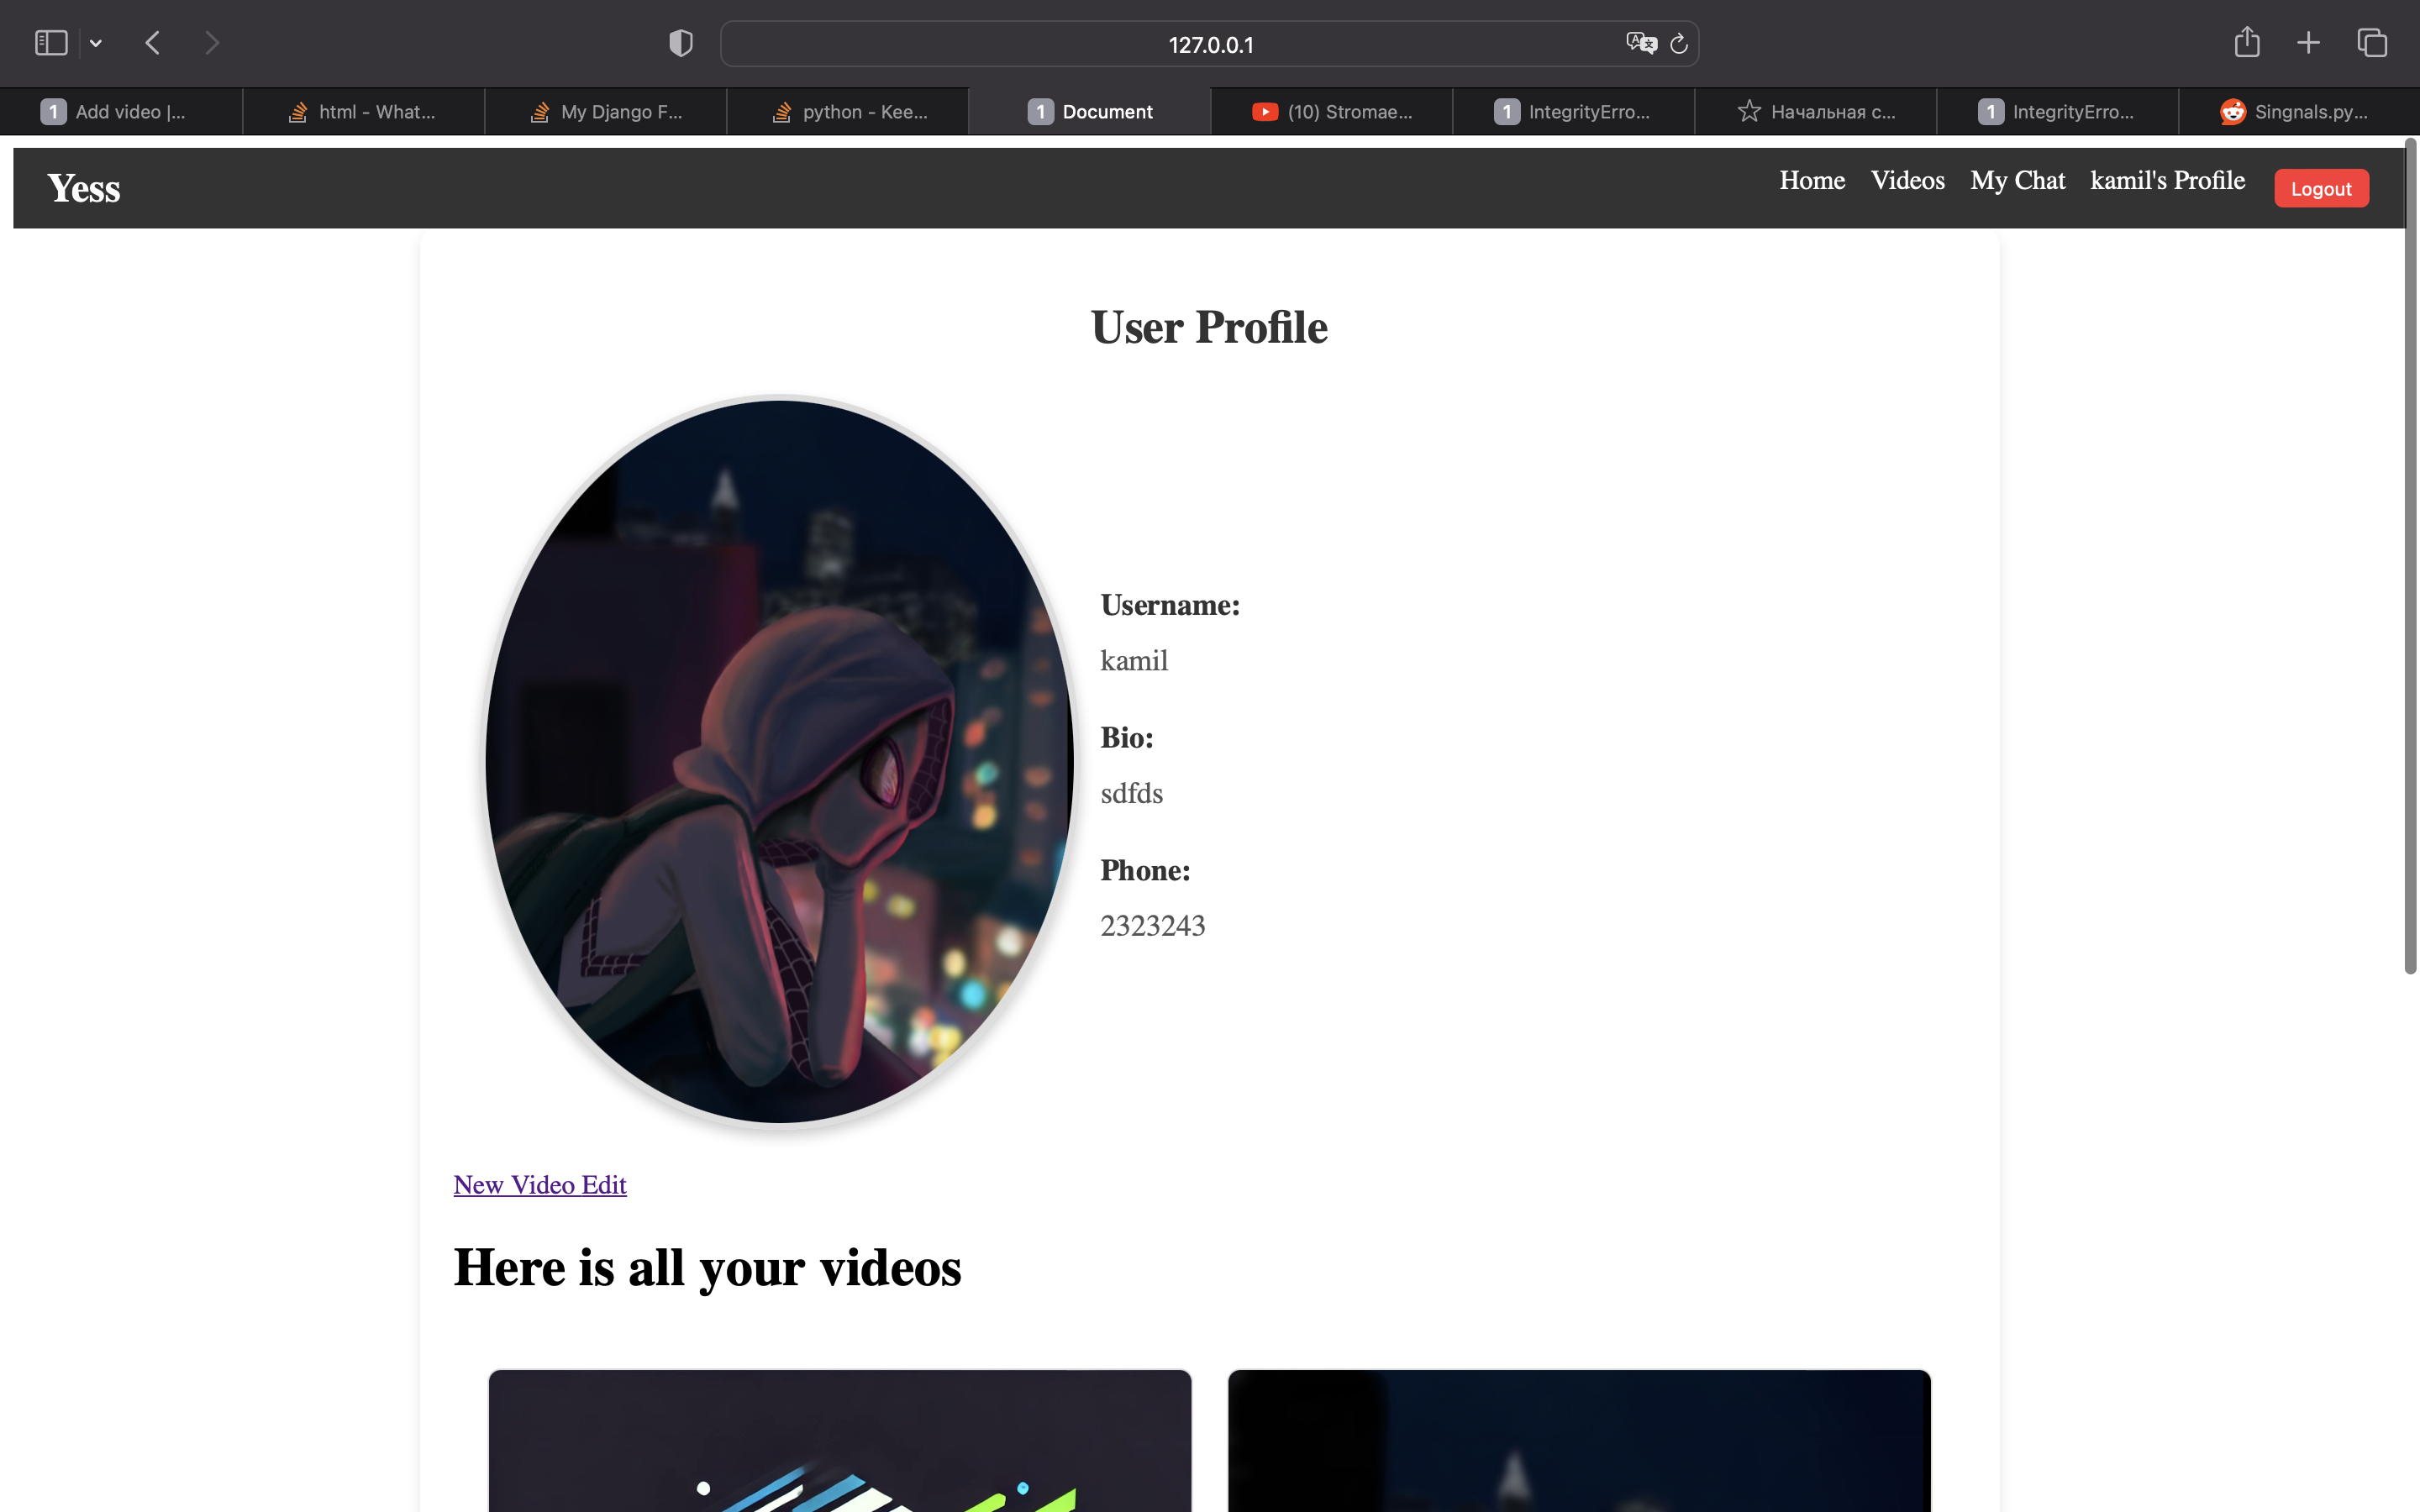 127.0.0.1
1 Add video |...
html - What...
My Django F...
python - Kee...
1 Document
(10) Stromae...
1 IntegrityErro...
Начальная с...
1 IntegrityErro...
Singnals.py...
Yess
Home Videos My Chat kamil's Profile Logout
User Profile
Username:
kamil
Bio:
sdfds
Phone:
2323243
New Video Edit
Here is all your videos